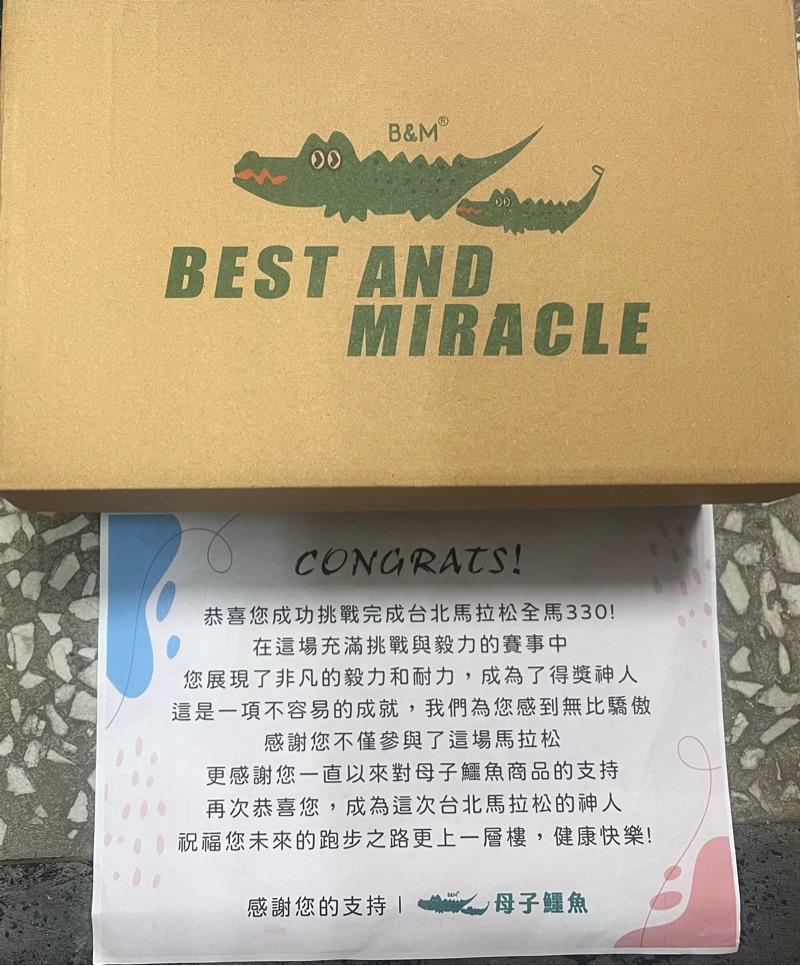 B&M®
BEST AND
MIRACLE
CONGRATS!
恭喜您成功挑戰完成台北馬拉松全馬330!
在這場充滿挑戰與毅力的賽事中
您展現了非凡的毅力和耐力，成為了得獎神人
這是一項不容易的成就，我們為您感到無比驕傲
感謝您不僅參與了這場馬拉松
更感謝您一直以來對母子鱷魚商品的支持
再次恭喜您，成為這次台北馬拉松的神人
祝福您未來的跑步之路更上一層樓，健康快樂!
感謝您的支持 | B&M® 母子鱷魚